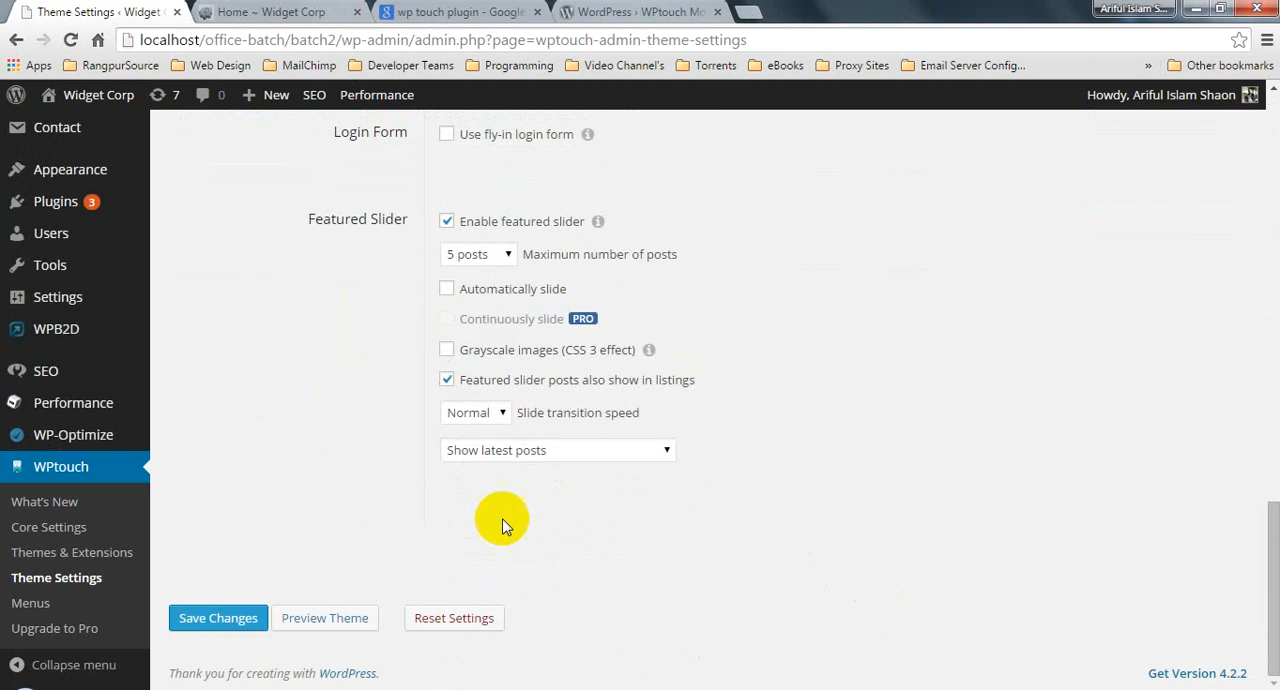 Theme Settings ‹ Widget C
Home ~ Widget Corp
wp touch plugin - Google
WordPress › WPtouch Mo
Ariful Islam S...
localhost/office-batch/batch2/wp-admin/admin.php?page=wptouch-admin-theme-settings
Apps RangpurSource Web Design MailChimp Developer Teams Programming Video Channel's Torrents eBooks Proxy Sites Email Server Config... » Other bookmarks
Widget Corp 7 0 New SEO Performance Howdy, Ariful Islam Shaon
Contact
Appearance
Plugins 3
Users
Tools
Settings
WPB2D
SEO
Performance
WP-Optimize
WPtouch
What's New
Core Settings
Themes & Extensions
Theme Settings
Menus
Upgrade to Pro
Collapse menu
Login Form Use fly-in login form
Featured Slider Enable featured slider
5 posts Maximum number of posts
Automatically slide
Continuously slide PRO
Grayscale images (CSS 3 effect)
Featured slider posts also show in listings
Normal Slide transition speed
Show latest posts
Save Changes Preview Theme Reset Settings
Thank you for creating with WordPress. Get Version 4.2.2